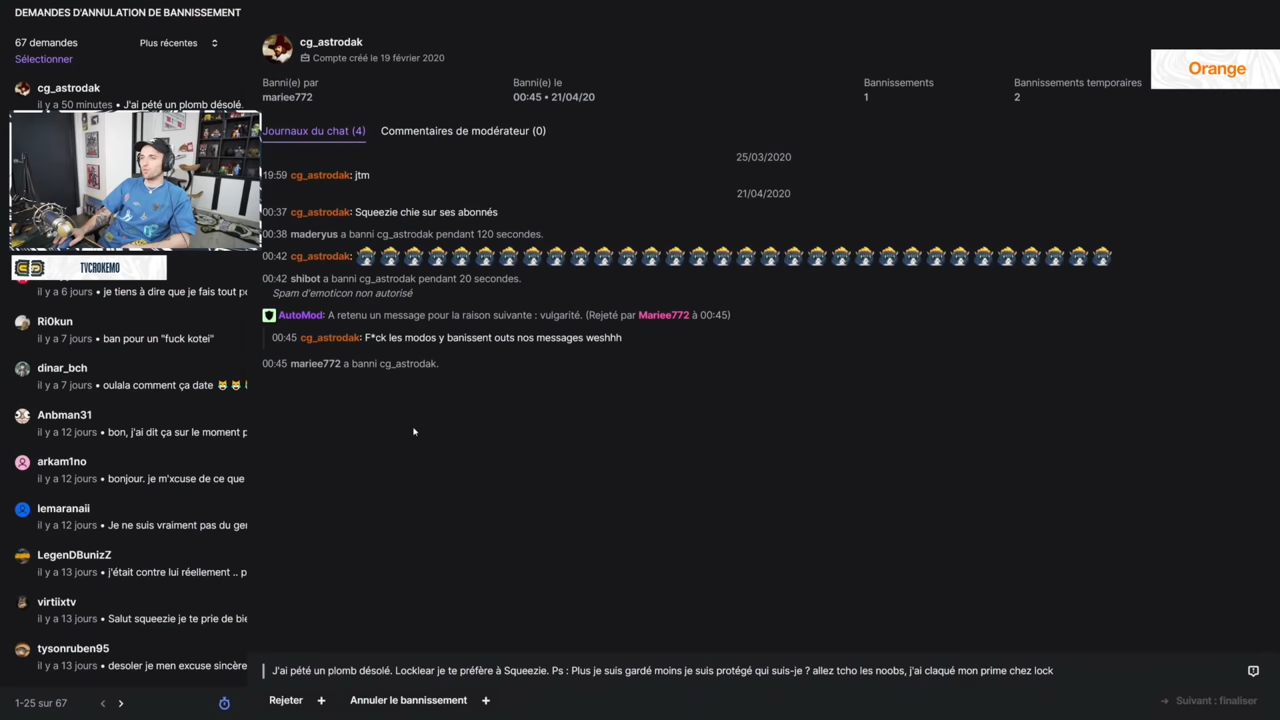 DEMANDES D'ANNULATION DE BANNISSEMENT
67 demandes
Plus récentes
Sélectionner
cg_astrodak
il y a 50 minutes • J'ai pété un plomb désolé.
TVCROKEMO
il y a 6 jours • je tiens à dire que je fais tout po
Ri0kun
il y a 7 jours • ban pour un "fuck kotei"
dinar_bch
il y a 7 jours • oulala comment ça date 😹 😹
Anbman31
il y a 12 jours • bon, j'ai dit ça sur le moment p
arkam1no
il y a 12 jours • bonjour. je m'xcuse de ce que
lemaranaii
il y a 12 jours • Je ne suis vraiment pas du ger
LegenDBunizZ
il y a 13 jours • j'était contre lui réellement .. p
virtiixtv
il y a 13 jours • Salut squeezie je te prie de bie
tysonruben95
il y a 13 jours • desoler je men excuse sincère
1-25 sur 67
cg_astrodak
Compte créé le 19 février 2020
Banni(e) par
mariee772
Banni(e) le
00:45 • 21/04/20
Bannissements
1
Bannissements temporaires
2
Orange
Journaux du chat (4)
Commentaires de modérateur (0)
25/03/2020
19:59 cg_astrodak: jtm
21/04/2020
00:37 cg_astrodak: Squeezie chie sur ses abonnés
00:38 maderyus a banni cg_astrodak pendant 120 secondes.
00:42 cg_astrodak:
00:42 shibot a banni cg_astrodak pendant 20 secondes.
Spam d'emoticon non autorisé
AutoMod: A retenu un message pour la raison suivante : vulgarité. (Rejeté par Mariee772 à 00:45)
00:45 cg_astrodak: F*ck les modos y banissent outs nos messages weshhh
00:45 mariee772 a banni cg_astrodak.
J'ai pété un plomb désolé. Locklear je te préfère à Squeezie. Ps : Plus je suis gardé moins je suis protégé qui suis-je ? allez tcho les noobs, j'ai claqué mon prime chez lock
Rejeter +
Annuler le bannissement +
→ Suivant : finaliser